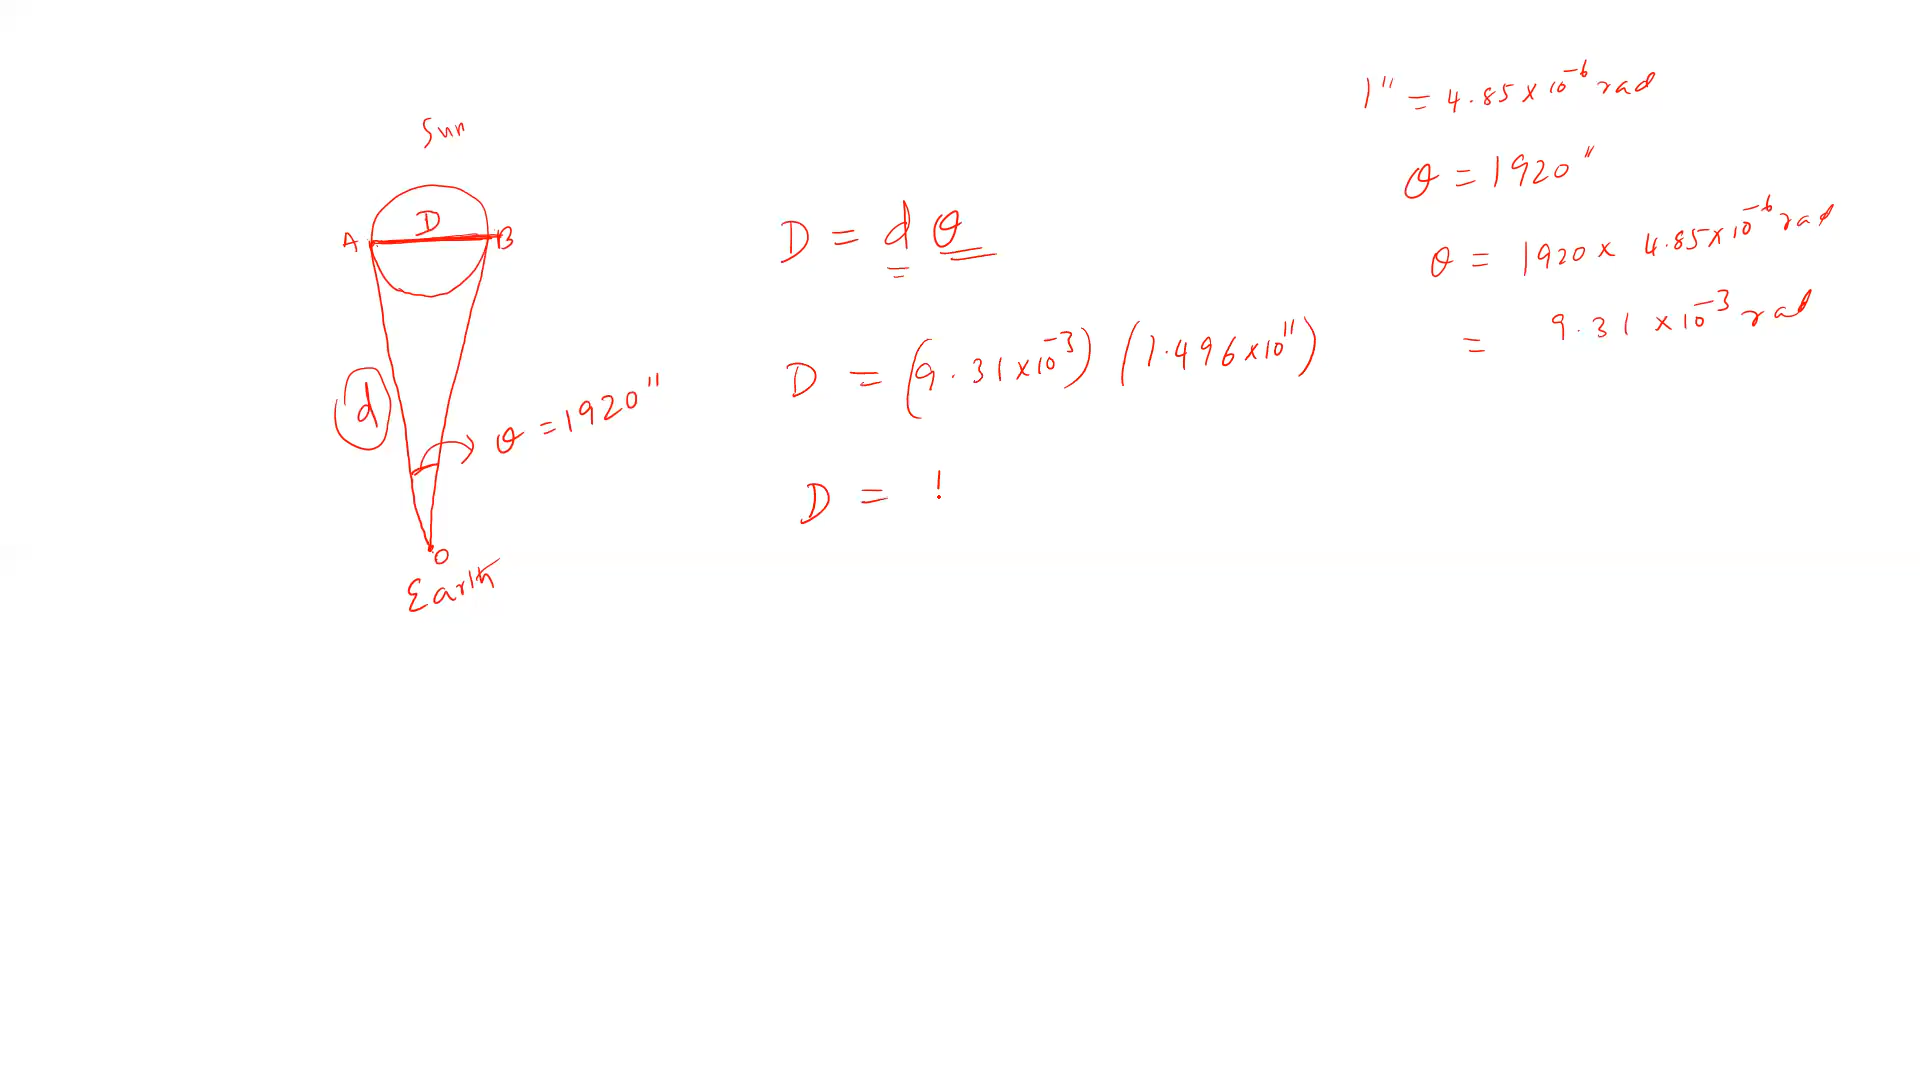 Sun
A D B
d
θ = 1920"
O
Earth
D = d θ
D = (9.31 × 10⁻³) (1.496 × 10¹¹)
D = !
1" = 4.85 × 10⁻⁶ rad
θ = 1920"
θ = 1920 × 4.85 × 10⁻⁶ rad
= 9.31 × 10⁻³ rad